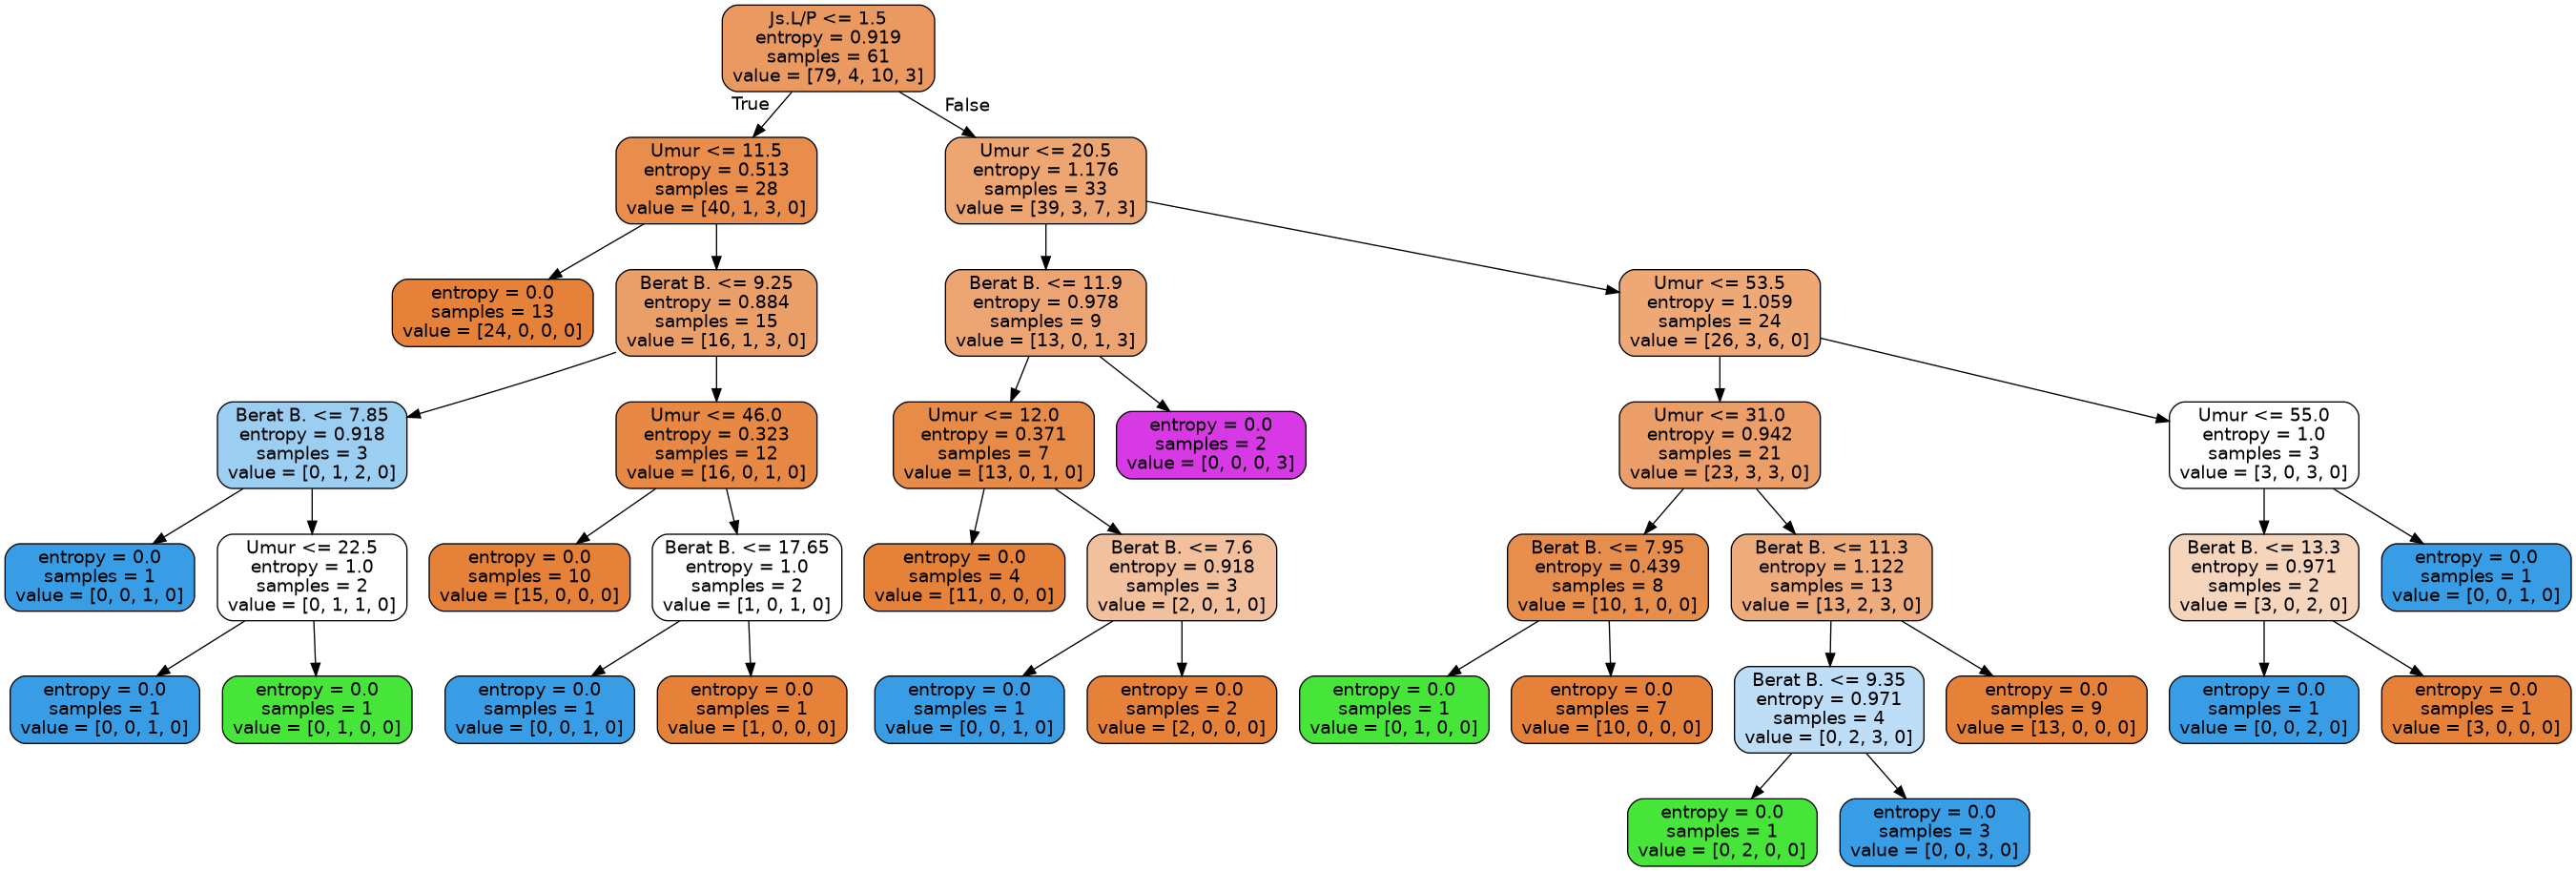 Js.L/P <= 1.5
entropy = 0.919
samples = 61
value = [79, 4, 10, 3]
True
False
Umur <= 11.5
entropy = 0.513
samples = 28
value = [40, 1, 3, 0]
Umur <= 20.5
entropy = 1.176
samples = 33
value = [39, 3, 7, 3]
entropy = 0.0
samples = 13
value = [24, 0, 0, 0]
Berat B. <= 9.25
entropy = 0.884
samples = 15
value = [16, 1, 3, 0]
Berat B. <= 11.9
entropy = 0.978
samples = 9
value = [13, 0, 1, 3]
Umur <= 53.5
entropy = 1.059
samples = 24
value = [26, 3, 6, 0]
Berat B. <= 7.85
entropy = 0.918
samples = 3
value = [0, 1, 2, 0]
Umur <= 46.0
entropy = 0.323
samples = 12
value = [16, 0, 1, 0]
Umur <= 12.0
entropy = 0.371
samples = 7
value = [13, 0, 1, 0]
entropy = 0.0
samples = 2
value = [0, 0, 0, 3]
Umur <= 31.0
entropy = 0.942
samples = 21
value = [23, 3, 3, 0]
Umur <= 55.0
entropy = 1.0
samples = 3
value = [3, 0, 3, 0]
entropy = 0.0
samples = 1
value = [0, 0, 1, 0]
Umur <= 22.5
entropy = 1.0
samples = 2
value = [0, 1, 1, 0]
entropy = 0.0
samples = 10
value = [15, 0, 0, 0]
Berat B. <= 17.65
entropy = 1.0
samples = 2
value = [1, 0, 1, 0]
entropy = 0.0
samples = 4
value = [11, 0, 0, 0]
Berat B. <= 7.6
entropy = 0.918
samples = 3
value = [2, 0, 1, 0]
Berat B. <= 7.95
entropy = 0.439
samples = 8
value = [10, 1, 0, 0]
Berat B. <= 11.3
entropy = 1.122
samples = 13
value = [13, 2, 3, 0]
Berat B. <= 13.3
entropy = 0.971
samples = 2
value = [3, 0, 2, 0]
entropy = 0.0
samples = 1
value = [0, 0, 1, 0]
entropy = 0.0
samples = 1
value = [0, 0, 1, 0]
entropy = 0.0
samples = 1
value = [0, 1, 0, 0]
entropy = 0.0
samples = 1
value = [0, 0, 1, 0]
entropy = 0.0
samples = 1
value = [1, 0, 0, 0]
entropy = 0.0
samples = 1
value = [0, 0, 1, 0]
entropy = 0.0
samples = 2
value = [2, 0, 0, 0]
entropy = 0.0
samples = 1
value = [0, 1, 0, 0]
entropy = 0.0
samples = 7
value = [10, 0, 0, 0]
Berat B. <= 9.35
entropy = 0.971
samples = 4
value = [0, 2, 3, 0]
entropy = 0.0
samples = 9
value = [13, 0, 0, 0]
entropy = 0.0
samples = 1
value = [0, 0, 2, 0]
entropy = 0.0
samples = 1
value = [3, 0, 0, 0]
entropy = 0.0
samples = 1
value = [0, 2, 0, 0]
entropy = 0.0
samples = 3
value = [0, 0, 3, 0]